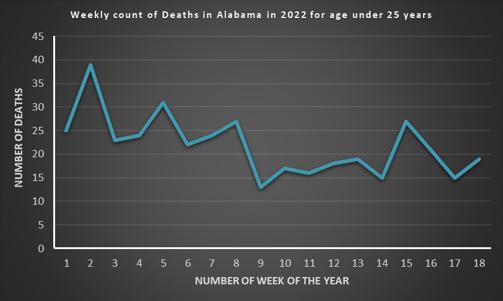 Weekly count of Deaths in Alabama in 2022 for age under 25 years
45
40
35
30
25
20
15
10
5
0
NUMBER OF DEATHS
1 2 3 4 5 6 7 8 9 10 11 12 13 14 15 16 17 18
NUMBER OF WEEK OF THE YEAR